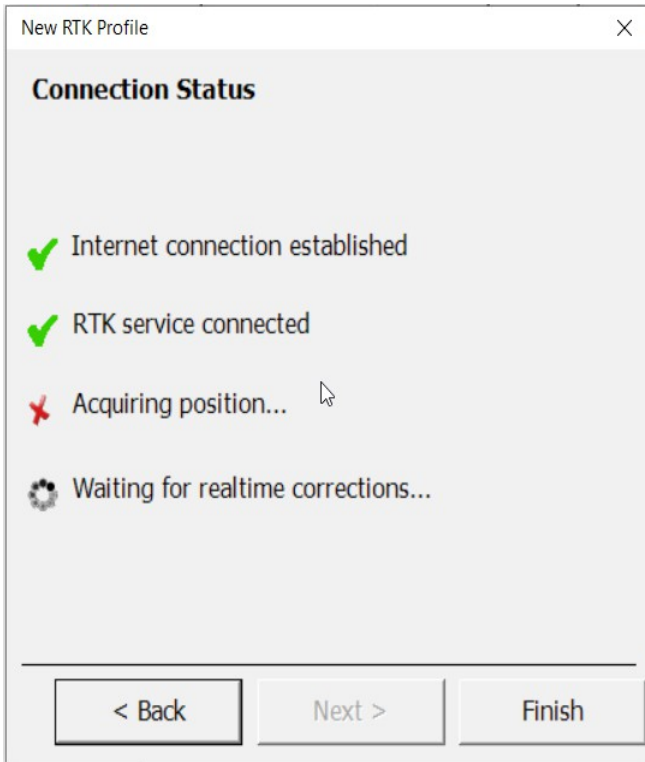 New RTK Profile
Connection Status
Internet connection established
RTK service connected
Acquiring position...
Waiting for realtime corrections...
< Back
Next >
Finish